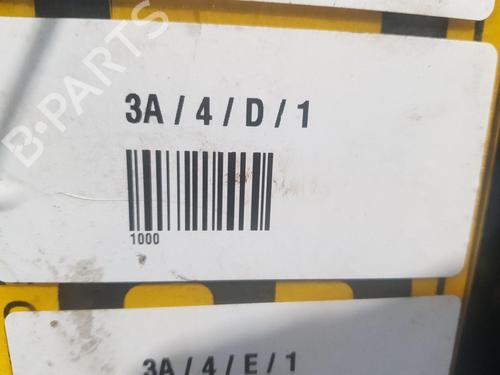 B-PARTS
3A / 4 / D / 1
1000
3A / 4 / E / 1